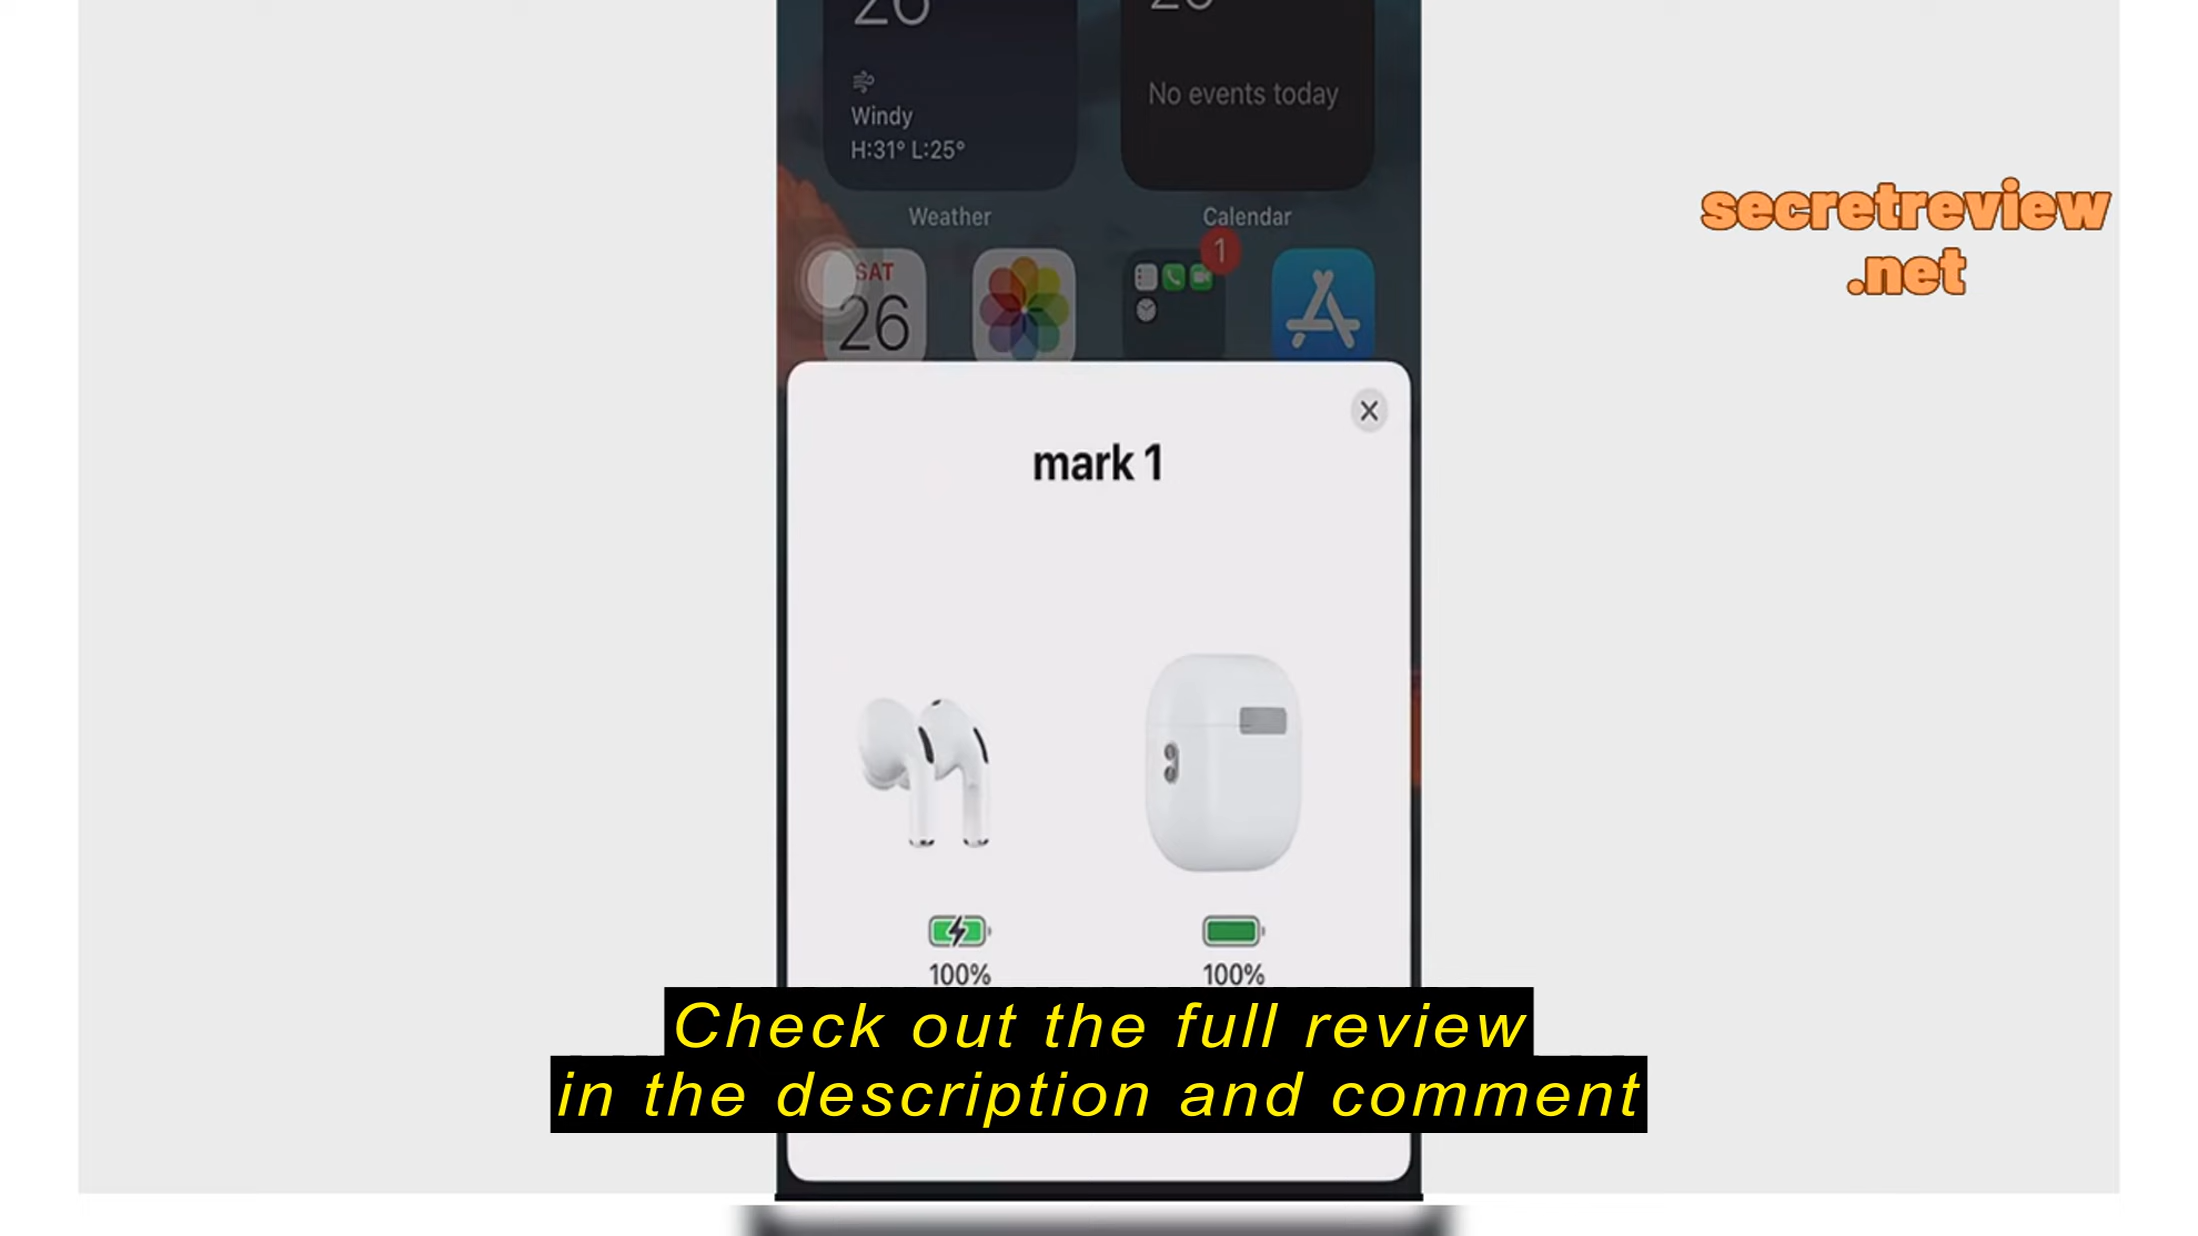 26
Windy
H:31° L:25°
No events today
Weather
Calendar
secretreview
.net
1
SAT
26
mark 1
100%
100%
Check out the full review
in the description and comment